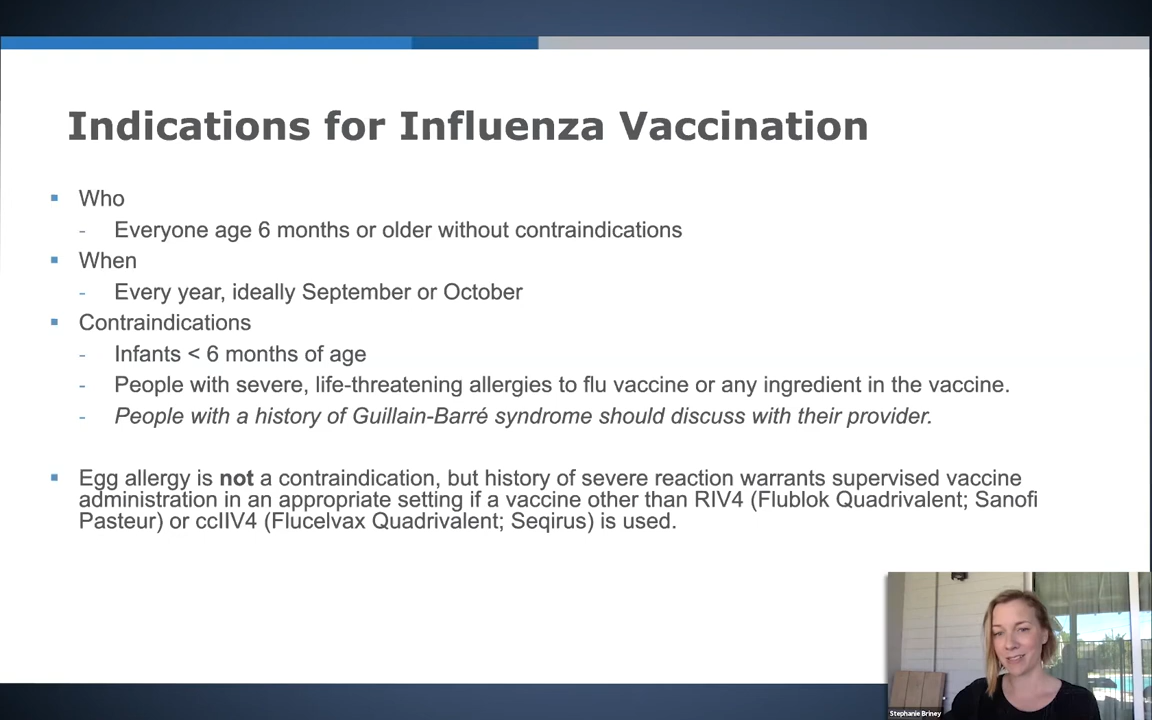 Indications for Influenza Vaccination
▪ Who
- Everyone age 6 months or older without contraindications
▪ When
- Every year, ideally September or October
▪ Contraindications
- Infants < 6 months of age
- People with severe, life-threatening allergies to flu vaccine or any ingredient in the vaccine.
- People with a history of Guillain-Barré syndrome should discuss with their provider.
▪ Egg allergy is not a contraindication, but history of severe reaction warrants supervised vaccine
administration in an appropriate setting if a vaccine other than RIV4 (Flublok Quadrivalent; Sanofi
Pasteur) or ccIIV4 (Flucelvax Quadrivalent; Seqirus) is used.
Stephanie Briney